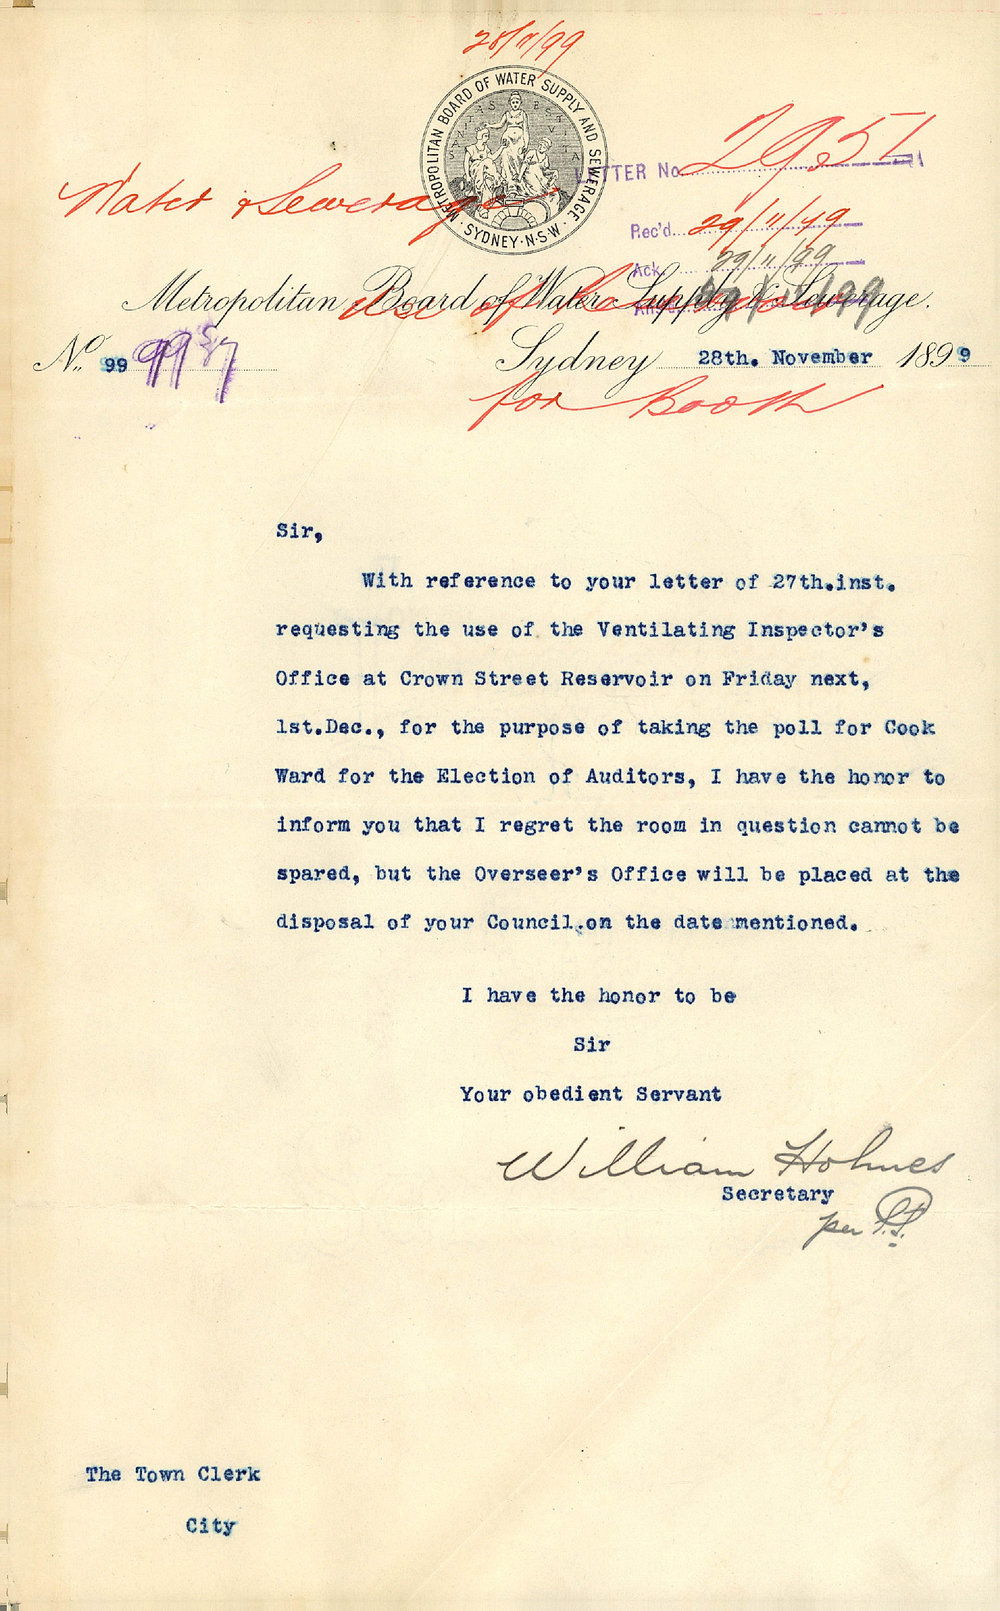 28/11/99
METROPOLITAN BOARD OF WATER SUPPLY AND SEWERAGE
SYDNEY·N·S·W·
LETTER No
Water & Sewerage
Rec'd 29/11/99
Ack. 29/11/99
Metropolitan Board of Water Supply & Sewerage.
No. 99
Sydney 28th. November 1899
for Booth
Sir,
With reference to your letter of 27th.inst.
requesting the use of the Ventilating Inspector's
Office at Crown Street Reservoir on Friday next,
1st.Dec., for the purpose of taking the poll for Cook
Ward for the Election of Auditors, I have the honor to
inform you that I regret the room in question cannot be
spared, but the Overseer's Office will be placed at the
disposal of your Council.on the date mentioned.
I have the honor to be
Sir
Your obedient Servant
William Holmes
Secretary
per
The Town Clerk
City